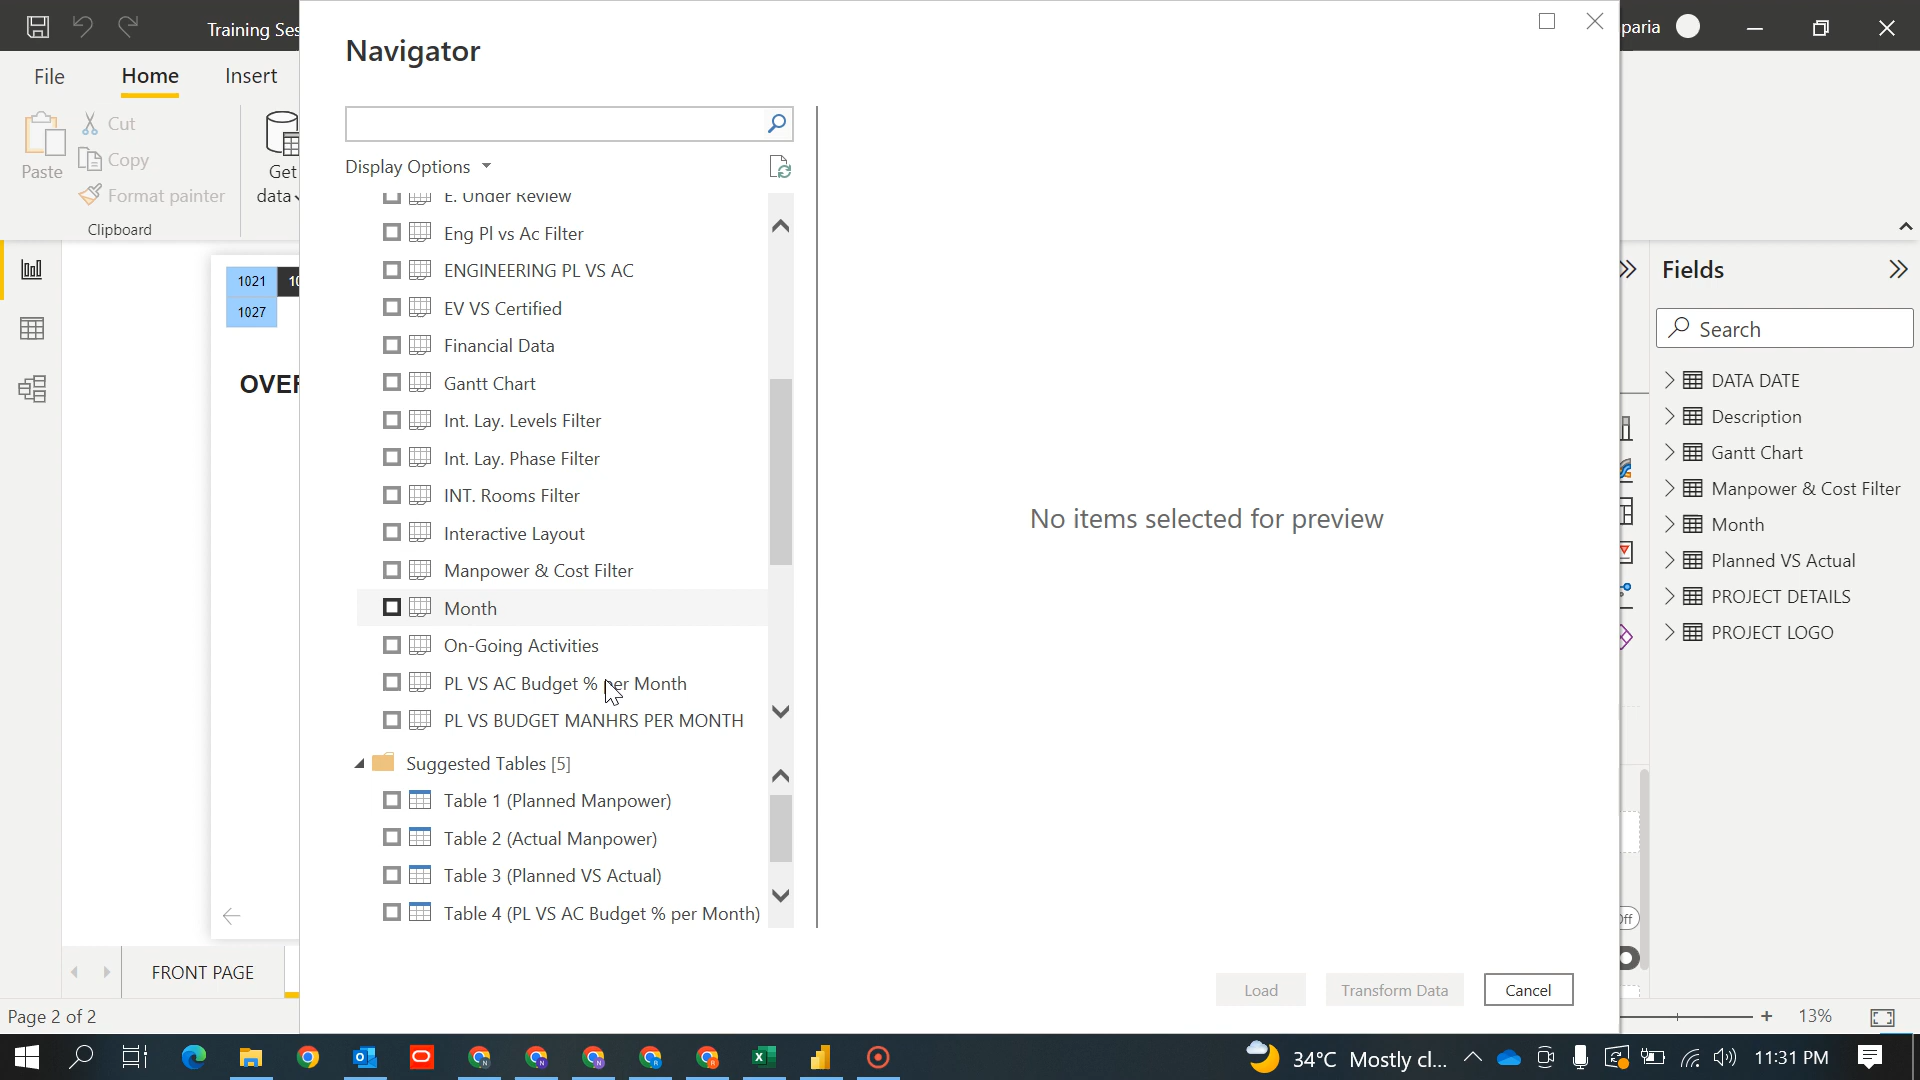 Training Ses
paria
File
Home
Insert
Paste
Cut
Copy
Format painter
Clipboard
Get
data
Navigator
Display Options
E. Under Review
Eng Pl vs Ac Filter
ENGINEERING PL VS AC
EV VS Certified
Financial Data
Gantt Chart
Int. Lay. Levels Filter
Int. Lay. Phase Filter
INT. Rooms Filter
Interactive Layout
Manpower & Cost Filter
Month
On-Going Activities
PL VS AC Budget % per Month
PL VS BUDGET MANHRS PER MONTH
Suggested Tables [5]
Table 1 (Planned Manpower)
Table 2 (Actual Manpower)
Table 3 (Planned VS Actual)
Table 4 (PL VS AC Budget % per Month)
No items selected for preview
Load
Transform Data
Cancel
1021
10
1027
OVER
Fields
Search
DATA DATE
Description
Gantt Chart
Manpower & Cost Filter
Month
Planned VS Actual
PROJECT DETAILS
PROJECT LOGO
Off
FRONT PAGE
Page 2 of 2
13%
34°C Mostly cl...
11:31 PM